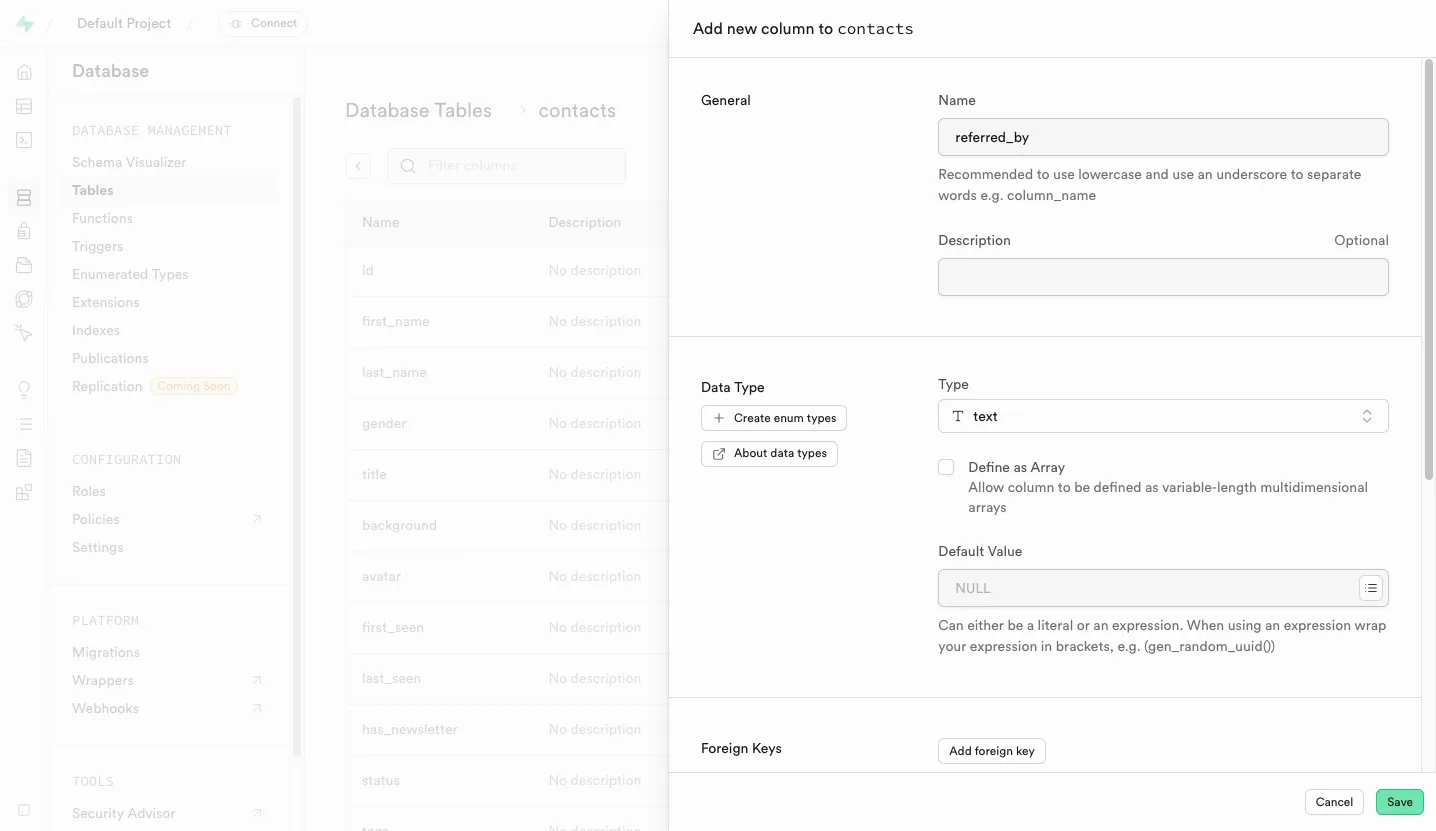 Default Project
Connect
Database
DATABASE MANAGEMENT
Schema Visualizer
Tables
Functions
Triggers
Enumerated Types
Extensions
Indexes
Publications
Replication Coming Soon
CONFIGURATION
Roles
Policies
Settings
PLATFORM
Migrations
Wrappers
Webhooks
TOOLS
Security Advisor
Database Tables contacts
Filter columns
Name Description
id No description
first_name No description
last_name No description
gender No description
title No description
background No description
avatar No description
first_seen No description
last_seen No description
has_newsletter No description
status No description
tags
Add new column to contacts
General
Name
referred_by
Recommended to use lowercase and use an underscore to separate
words e.g. column_name
Description Optional
Data Type
Create enum types
About data types
Type
text
Define as Array
Allow column to be defined as variable-length multidimensional
arrays
Default Value
NULL
Can either be a literal or an expression. When using an expression wrap
your expression in brackets, e.g. (gen_random_uuid())
Foreign Keys
Add foreign key
Cancel
Save